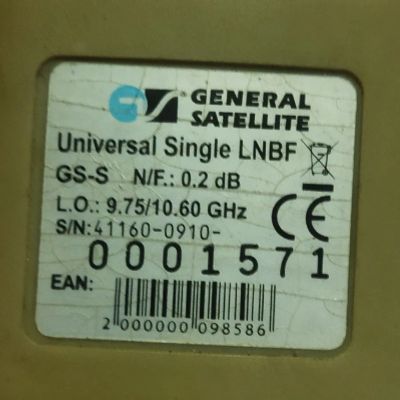 GENERAL
SATELLITE
Universal Single LNBF
GS-S N/F.: 0.2 dB
L.O.: 9.75/10.60 GHz
S/N: 41160-0910-
0001571
EAN:
2 000000 098586